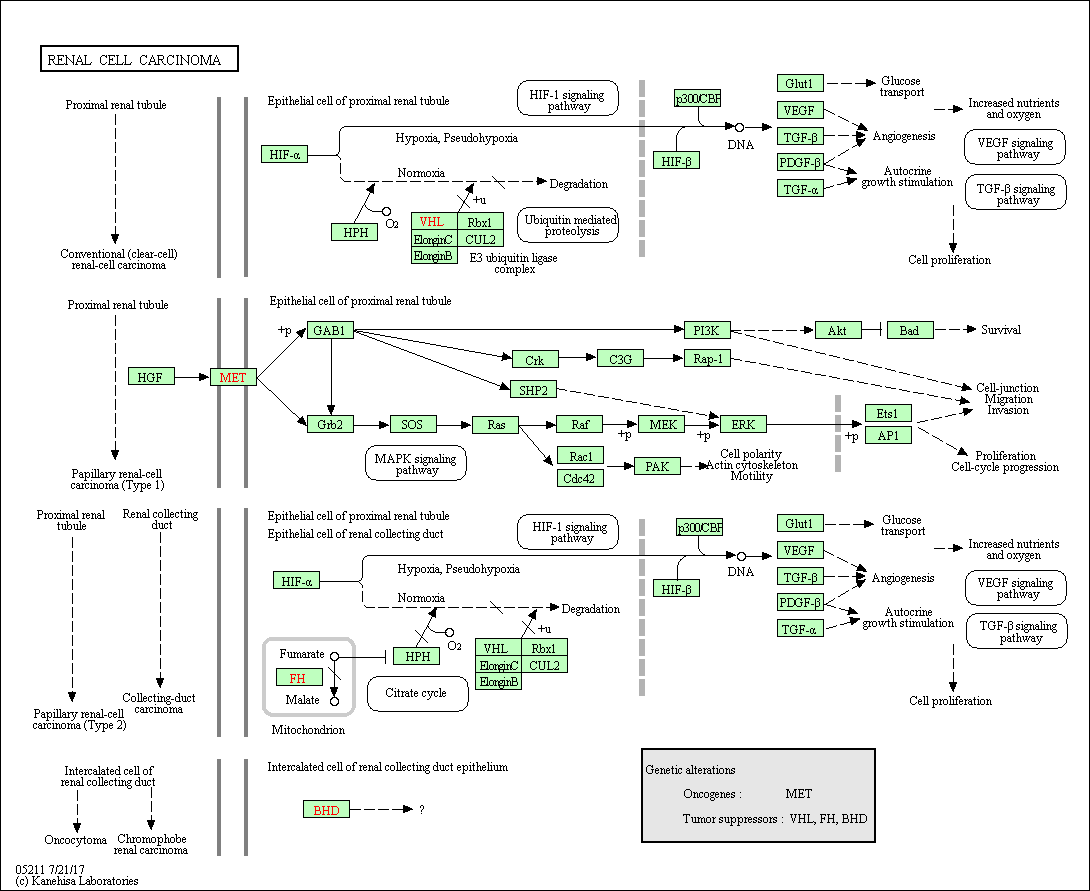 RENAL CELL CARCINOMA
Proximal renal tubule
Conventional (clear-cell)
renal-cell carcinoma
Epithelial cell of proximal renal tubule
HIF-1 signaling
pathway
HIF-α
Hypoxia, Pseudohypoxia
Normoxia
Degradation
O2
HPH
+u
VHL
Rbx1
ElonginC
CUL2
ElonginB
E3 ubiquitin ligase
complex
Ubiquitin mediated
proteolysis
p300/CBP
HIF-β
DNA
Glut1
VEGF
TGF-β
PDGF-β
TGF-α
Glucose
transport
Angiogenesis
Autocrine
growth stimulation
Increased nutrients
and oxygen
VEGF signaling
pathway
TGF-β signaling
pathway
Cell proliferation
Proximal renal tubule
Papillary renal-cell
carcinoma (Type 1)
Epithelial cell of proximal renal tubule
HGF
MET
+p
GAB1
PI3K
Akt
Bad
Survival
Crk
C3G
Rap-1
SHP2
Cell-junction
Migration
Invasion
Grb2
SOS
Ras
Raf
+p
MEK
+p
ERK
+p
Ets1
AP1
MAPK signaling
pathway
Rac1
Cdc42
PAK
Cell polarity
Actin cytoskeleton
Motility
Proliferation
Cell-cycle progression
Proximal renal
tubule
Renal collecting
duct
Papillary renal-cell
carcinoma (Type 2)
Collecting-duct
carcinoma
Epithelial cell of proximal renal tubule
Epithelial cell of renal collecting duct
HIF-1 signaling
pathway
HIF-α
Hypoxia, Pseudohypoxia
Normoxia
Degradation
O2
HPH
+u
VHL
Rbx1
ElonginC
CUL2
ElonginB
Fumarate
FH
Malate
Mitochondrion
Citrate cycle
p300/CBP
HIF-β
DNA
Glut1
VEGF
TGF-β
PDGF-β
TGF-α
Glucose
transport
Angiogenesis
Autocrine
growth stimulation
Increased nutrients
and oxygen
VEGF signaling
pathway
TGF-β signaling
pathway
Cell proliferation
Intercalated cell of
renal collecting duct
Oncocytoma
Chromophobe
renal carcinoma
Intercalated cell of renal collecting duct epithelium
BHD
?
Genetic alterations
Oncogenes : MET
Tumor suppressors : VHL, FH, BHD
05211 7/21/17
(c) Kanehisa Laboratories